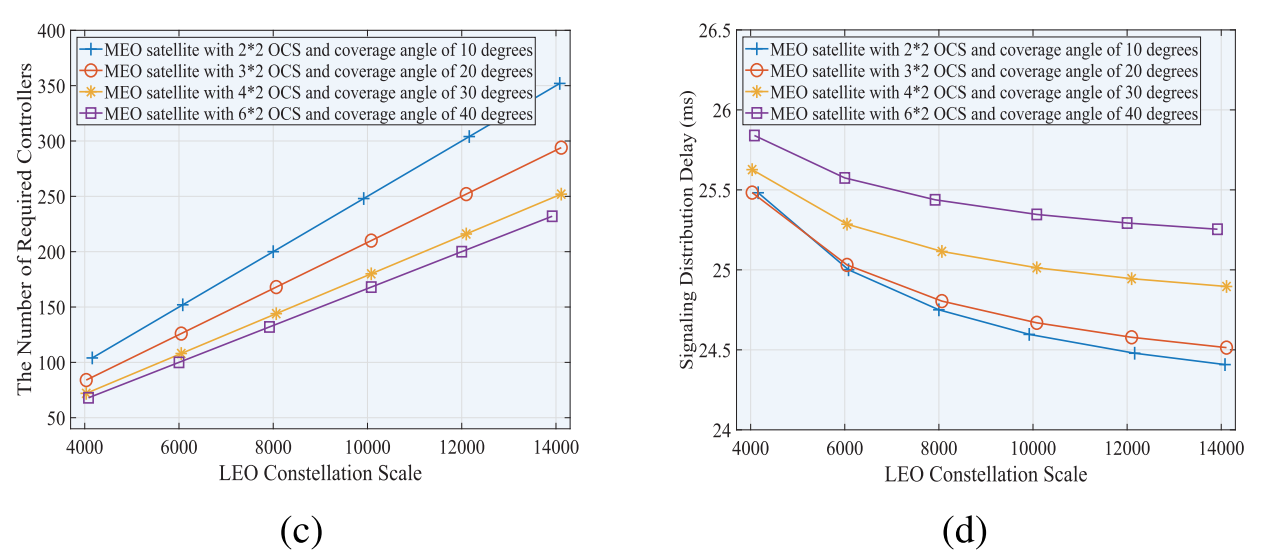 400
350
300
250
200
150
100
50
The Number of Required Controllers
MEO satellite with 2*2 OCS and coverage angle of 10 degrees
MEO satellite with 3*2 OCS and coverage angle of 20 degrees
MEO satellite with 4*2 OCS and coverage angle of 30 degrees
MEO satellite with 6*2 OCS and coverage angle of 40 degrees
4000 6000 8000 10000 12000 14000
LEO Constellation Scale
(c)
26.5
26
25.5
25
24.5
24
Signaling Distribution Delay (ms)
MEO satellite with 2*2 OCS and coverage angle of 10 degrees
MEO satellite with 3*2 OCS and coverage angle of 20 degrees
MEO satellite with 4*2 OCS and coverage angle of 30 degrees
MEO satellite with 6*2 OCS and coverage angle of 40 degrees
4000 6000 8000 10000 12000 14000
LEO Constellation Scale
(d)